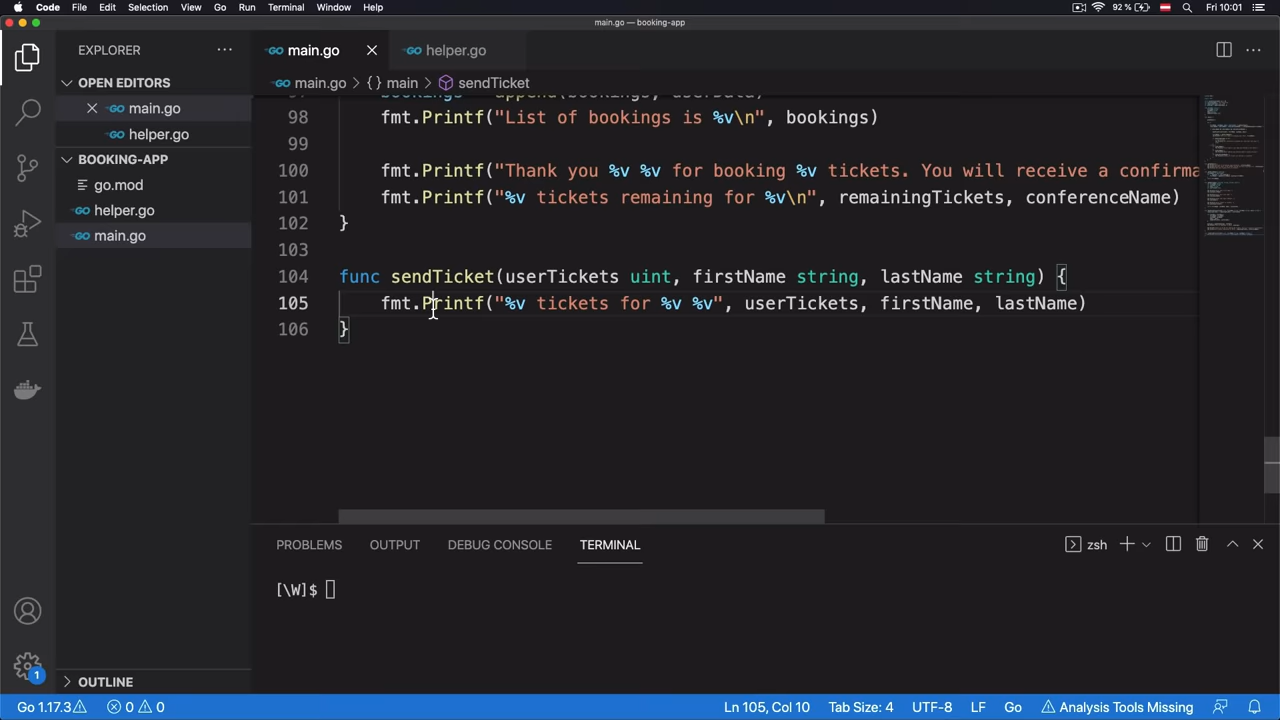 Code File Edit Selection View Go Run Terminal Window Help 92 % Fri 10:01
main.go — booking-app
EXPLORER
main.go
helper.go
OPEN EDITORS
main.go > {} main > sendTicket
main.go
helper.go
BOOKING-APP
go.mod
helper.go
main.go
bookings = append(bookings, userData)
98 fmt.Printf("List of bookings is %v\n", bookings)
99
100 fmt.Printf("Thank you %v %v for booking %v tickets. You will receive a confirma
101 fmt.Printf("%v tickets remaining for %v\n", remainingTickets, conferenceName)
102 }
103
104 func sendTicket(userTickets uint, firstName string, lastName string) {
105 fmt.Printf("%v tickets for %v %v", userTickets, firstName, lastName)
106 }
PROBLEMS OUTPUT DEBUG CONSOLE TERMINAL zsh
[\W]$
1
OUTLINE
Go 1.17.3 0 0 Ln 105, Col 10 Tab Size: 4 UTF-8 LF Go Analysis Tools Missing